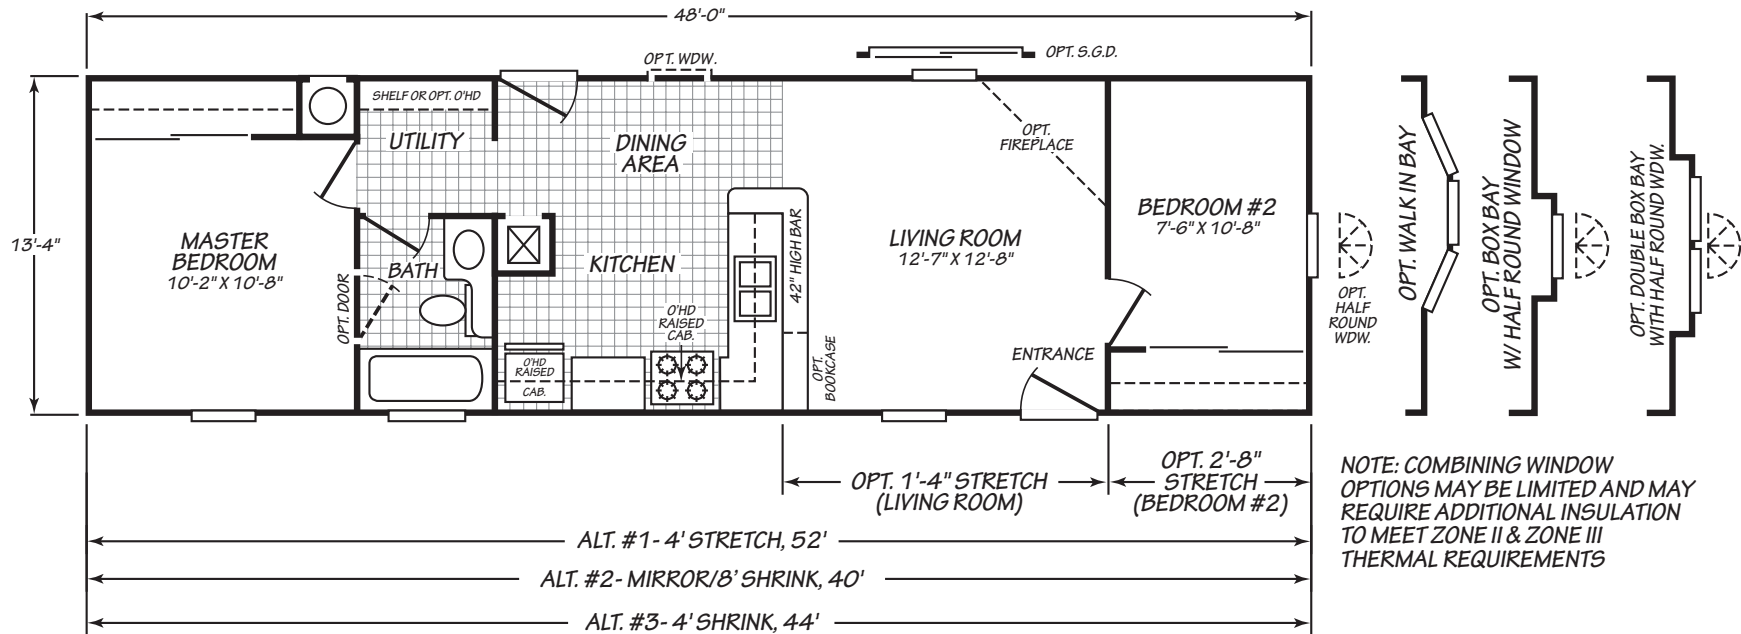 48'-0"
OPT. WDW.
OPT. S.G.D.
SHELF OR OPT. O'HD
UTILITY
DINING
AREA
OPT.
FIREPLACE
13'-4"
MASTER
BEDROOM
10'-2" X 10'-8"
OPT. DOOR
BATH
KITCHEN
42" HIGH BAR
LIVING ROOM
12'-7" X 12'-8"
BEDROOM #2
7'-6" X 10'-8"
O'HD
RAISED
CAB.
O'HD
RAISED
CAB.
OPT.
BOOKCASE
ENTRANCE
OPT.
HALF
ROUND
WDW.
OPT. WALK IN BAY
OPT. BOX BAY
W/ HALF ROUND WINDOW
OPT. DOUBLE BOX BAY
WITH HALF ROUND WDW.
OPT. 1'-4" STRETCH
(LIVING ROOM)
OPT. 2'-8"
STRETCH
(BEDROOM #2)
NOTE: COMBINING WINDOW
OPTIONS MAY BE LIMITED AND MAY
REQUIRE ADDITIONAL INSULATION
TO MEET ZONE II & ZONE III
THERMAL REQUIREMENTS
ALT. #1- 4' STRETCH, 52'
ALT. #2- MIRROR/8’ SHRINK, 40'
ALT. #3- 4' SHRINK, 44'